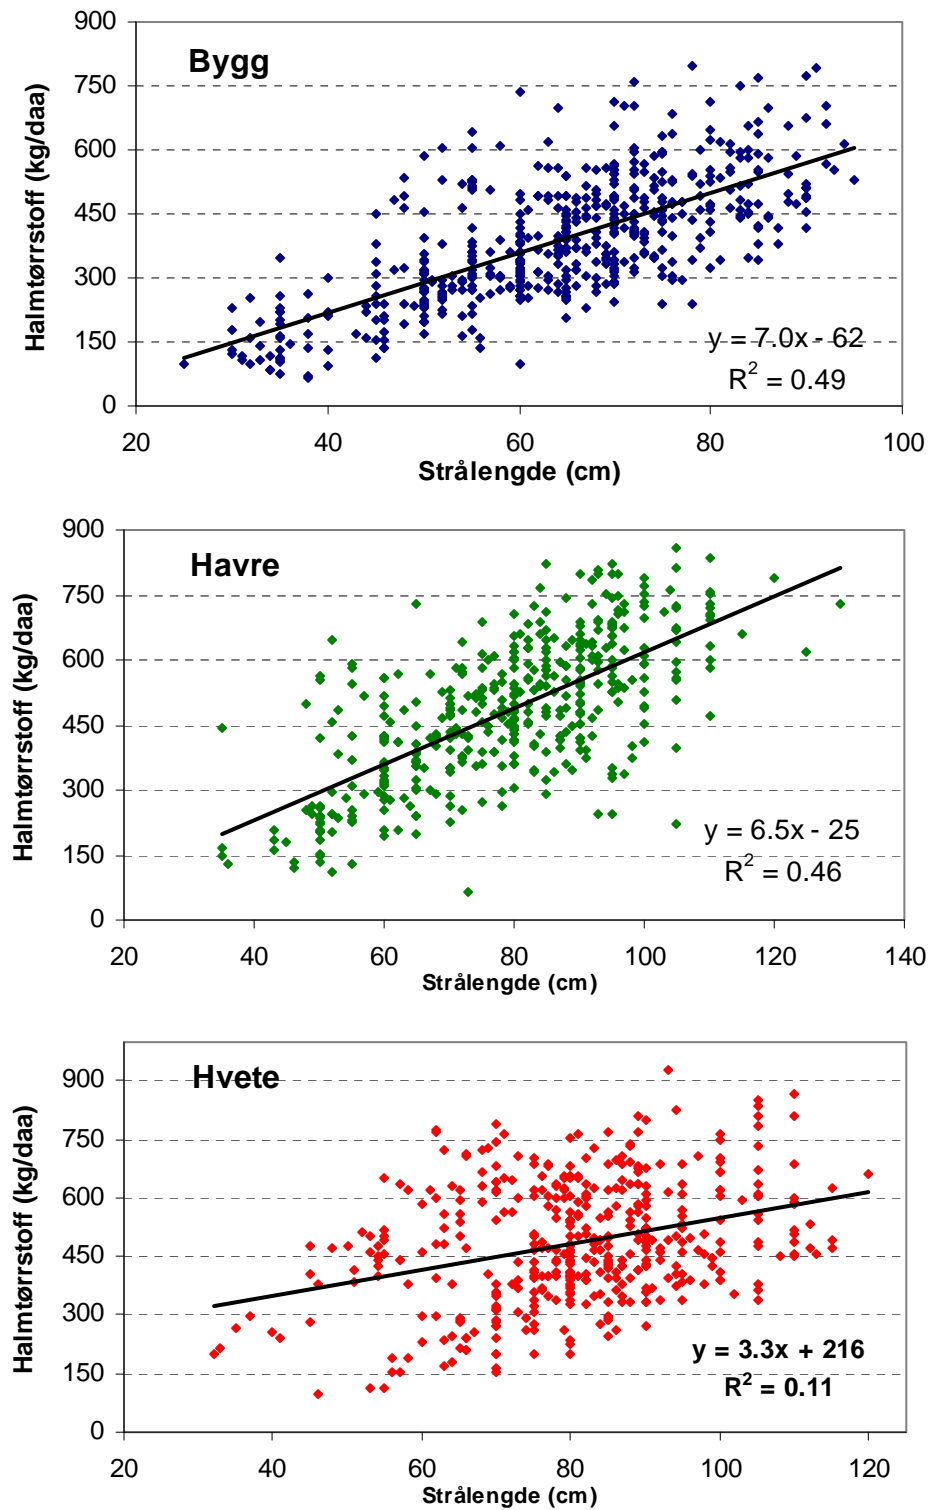 Bygg
Halmtørrstoff (kg/daa)
900
750
600
450
300
150
0
y = 7.0x - 62
R² = 0.49
20 40 60 80 100
Strålengde (cm)
Havre
Halmtørrstoff (kg/daa)
900
750
600
450
300
150
0
y = 6.5x - 25
R² = 0.46
20 40 60 80 100 120 140
Strålengde (cm)
Hvete
Halmtørrstoff (kg/daa)
900
750
600
450
300
150
0
y = 3.3x + 216
R² = 0.11
20 40 60 80 100 120
Strålengde (cm)